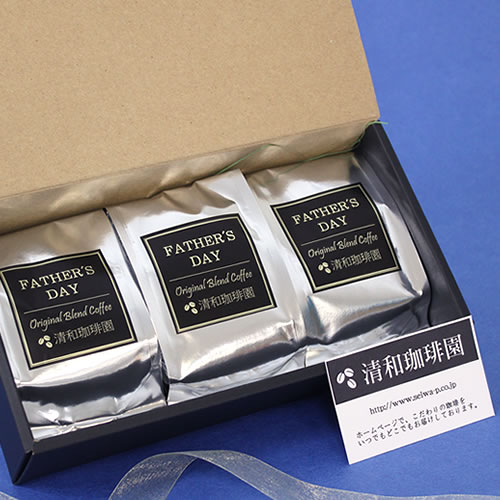 FATHER'S
DAY
Original Blend Coffee
清和珈琲園
FATHER'S
DAY
Original Blend Coffee
清和珈琲園
FATHER'S
DAY
Original Blend Coffee
清和珈琲園
清和珈琲園
http://www.seiwa-p.co.jp
ホームページで、こだわりの珈琲を
いつでもどこでもお届けしております。